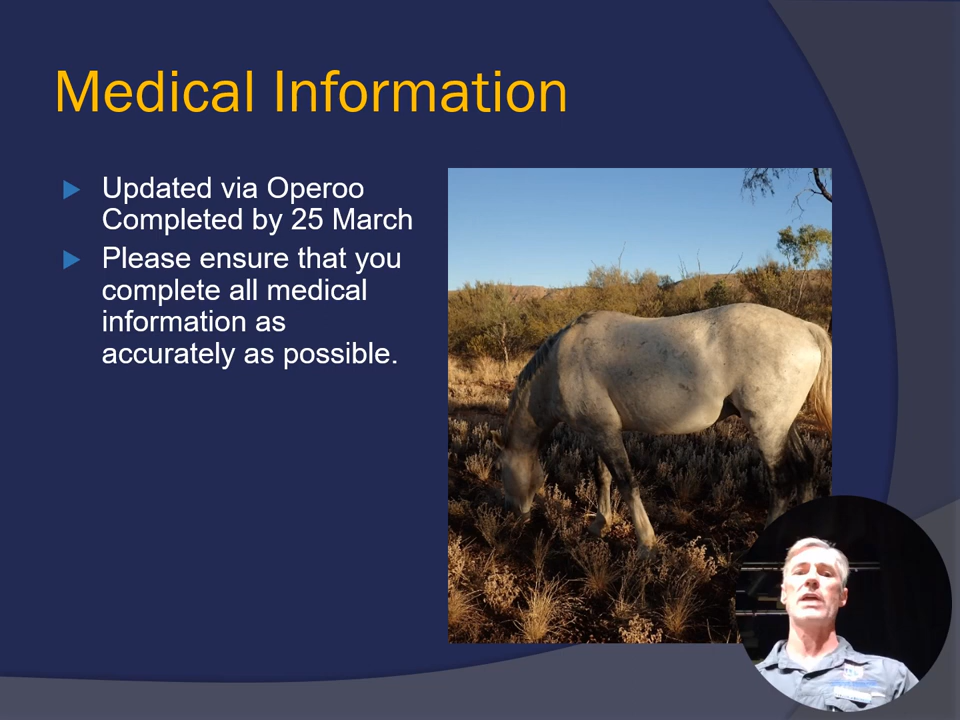 Medical Information
Updated via Operoo
Completed by 25 March
Please ensure that you
complete all medical
information as
accurately as possible.